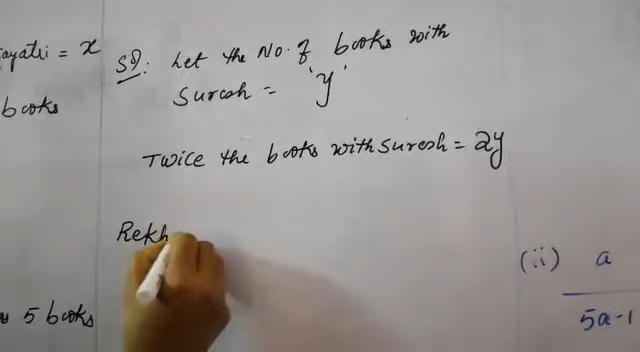 ayatri = x
books
Sol: Let the No. of books with
Suresh = 'y'
Twice the books with Suresh = 2y
Rekh
5 books
(ii) a
5a-1